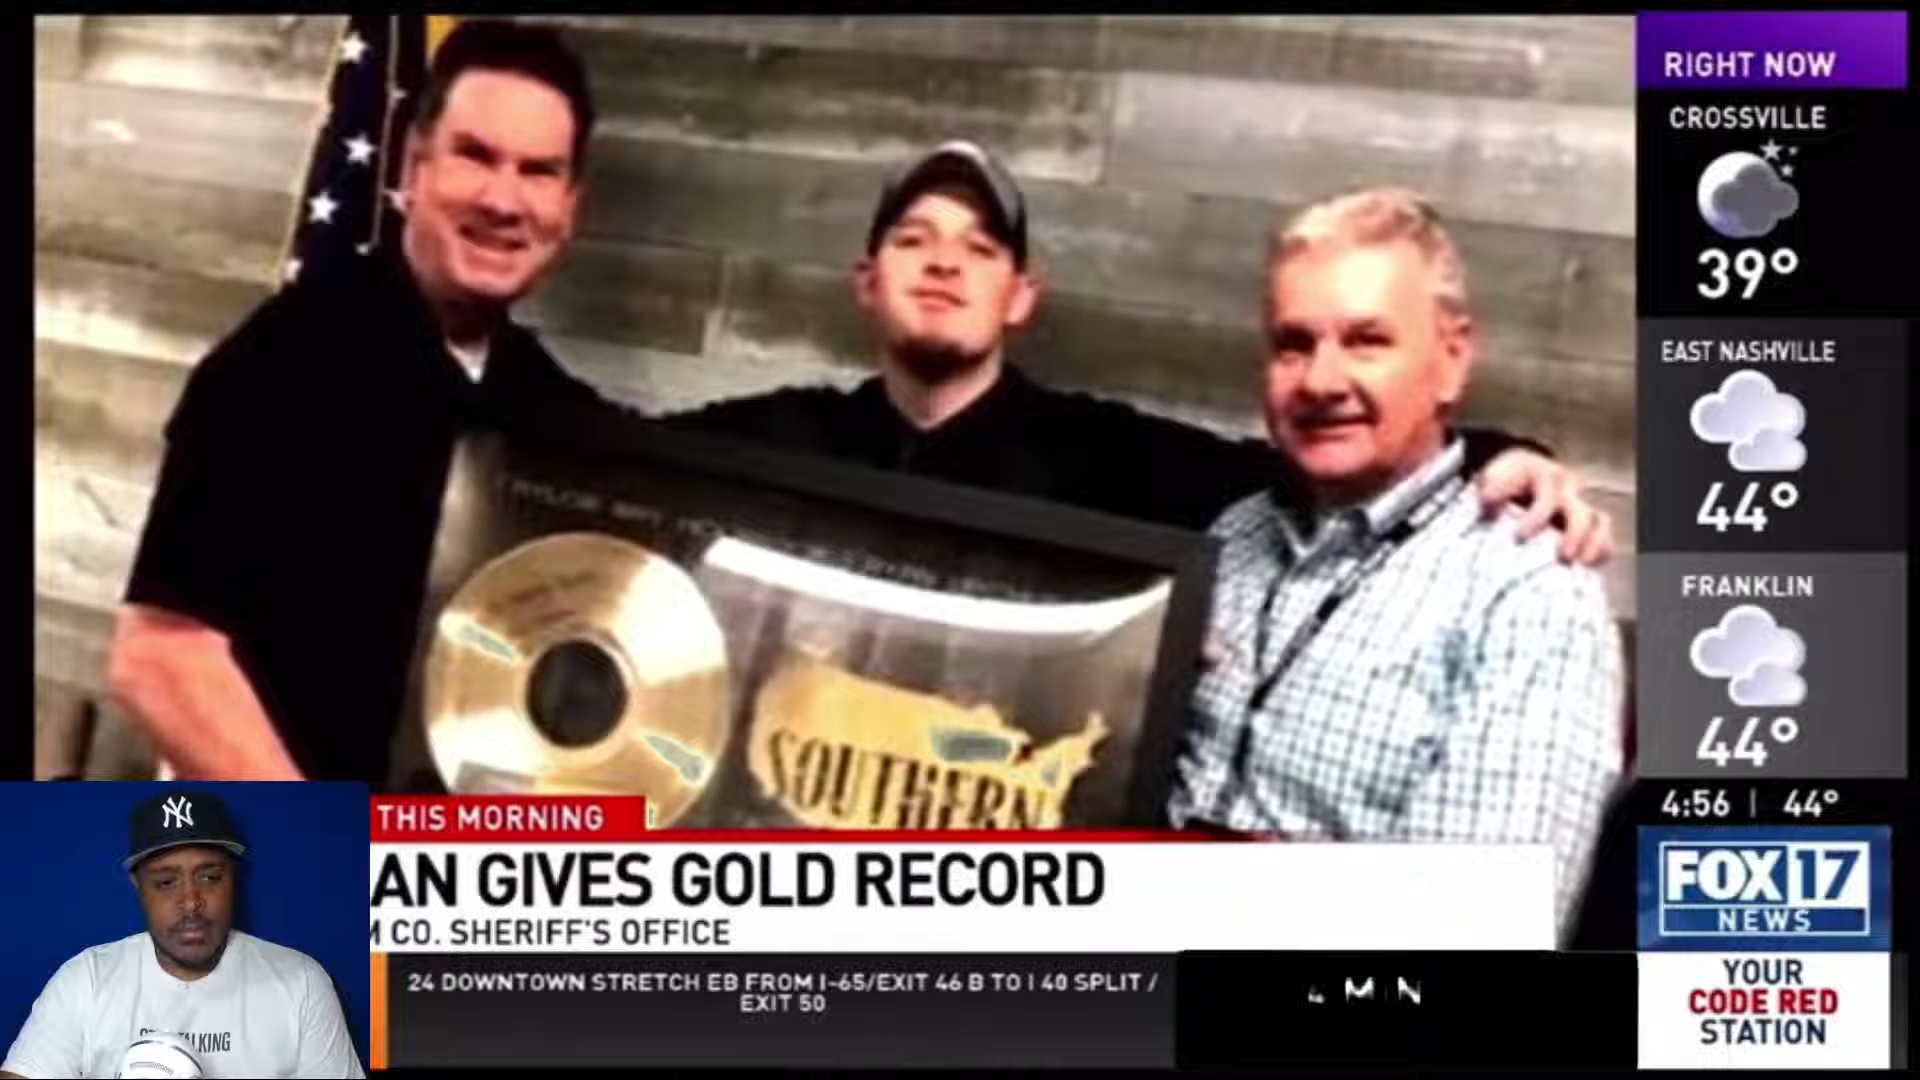 RIGHT NOW
CROSSVILLE
39°
EAST NASHVILLE
44°
FRANKLIN
44°
4:56 | 44°
FOX 17
NEWS
YOUR
CODE RED
STATION
SOUTHERN
THIS MORNING
AN GIVES GOLD RECORD
CO. SHERIFF'S OFFICE
24 DOWNTOWN STRETCH EB FROM I-65/EXIT 46 B TO I 40 SPLIT /
EXIT 50
NY